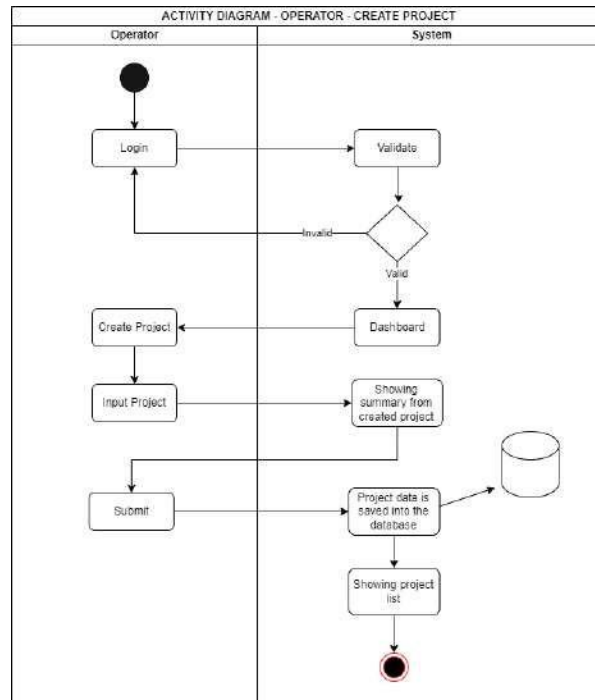 ACTIVITY DIAGRAM - OPERATOR - CREATE PROJECT
Operator
System
Login
Validate
Invalid
Valid
Create Project
Dashboard
Input Project
Showing
summary from
created project
Submit
Project data is
saved into the
database
Showing project
list